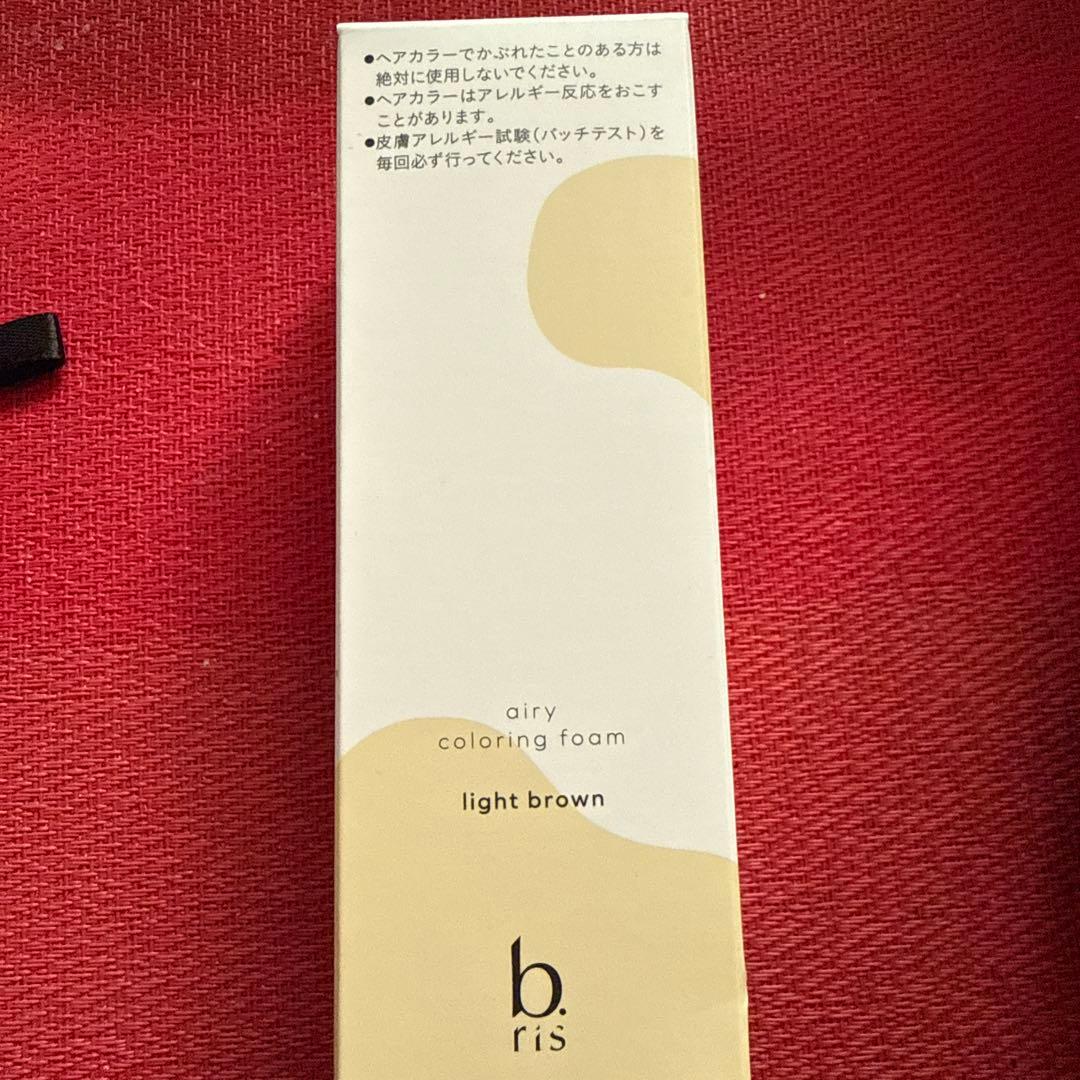 ●ヘアカラーでかぶれたことのある方は
絶対に使用しないでください。
●ヘアカラーはアレルギー反応をおこす
ことがあります。
●皮膚アレルギー試験(パッチテスト)を
毎回必ず行ってください。
airy
coloring foam
light brown
b.
ris